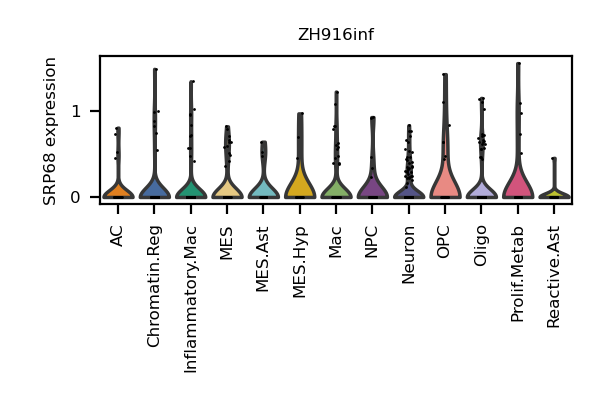 ZH916inf
SRP68 expression
1
0
AC
Chromatin.Reg
Inflammatory.Mac
MES
MES.Ast
MES.Hyp
Mac
NPC
Neuron
OPC
Oligo
Prolif.Metab
Reactive.Ast